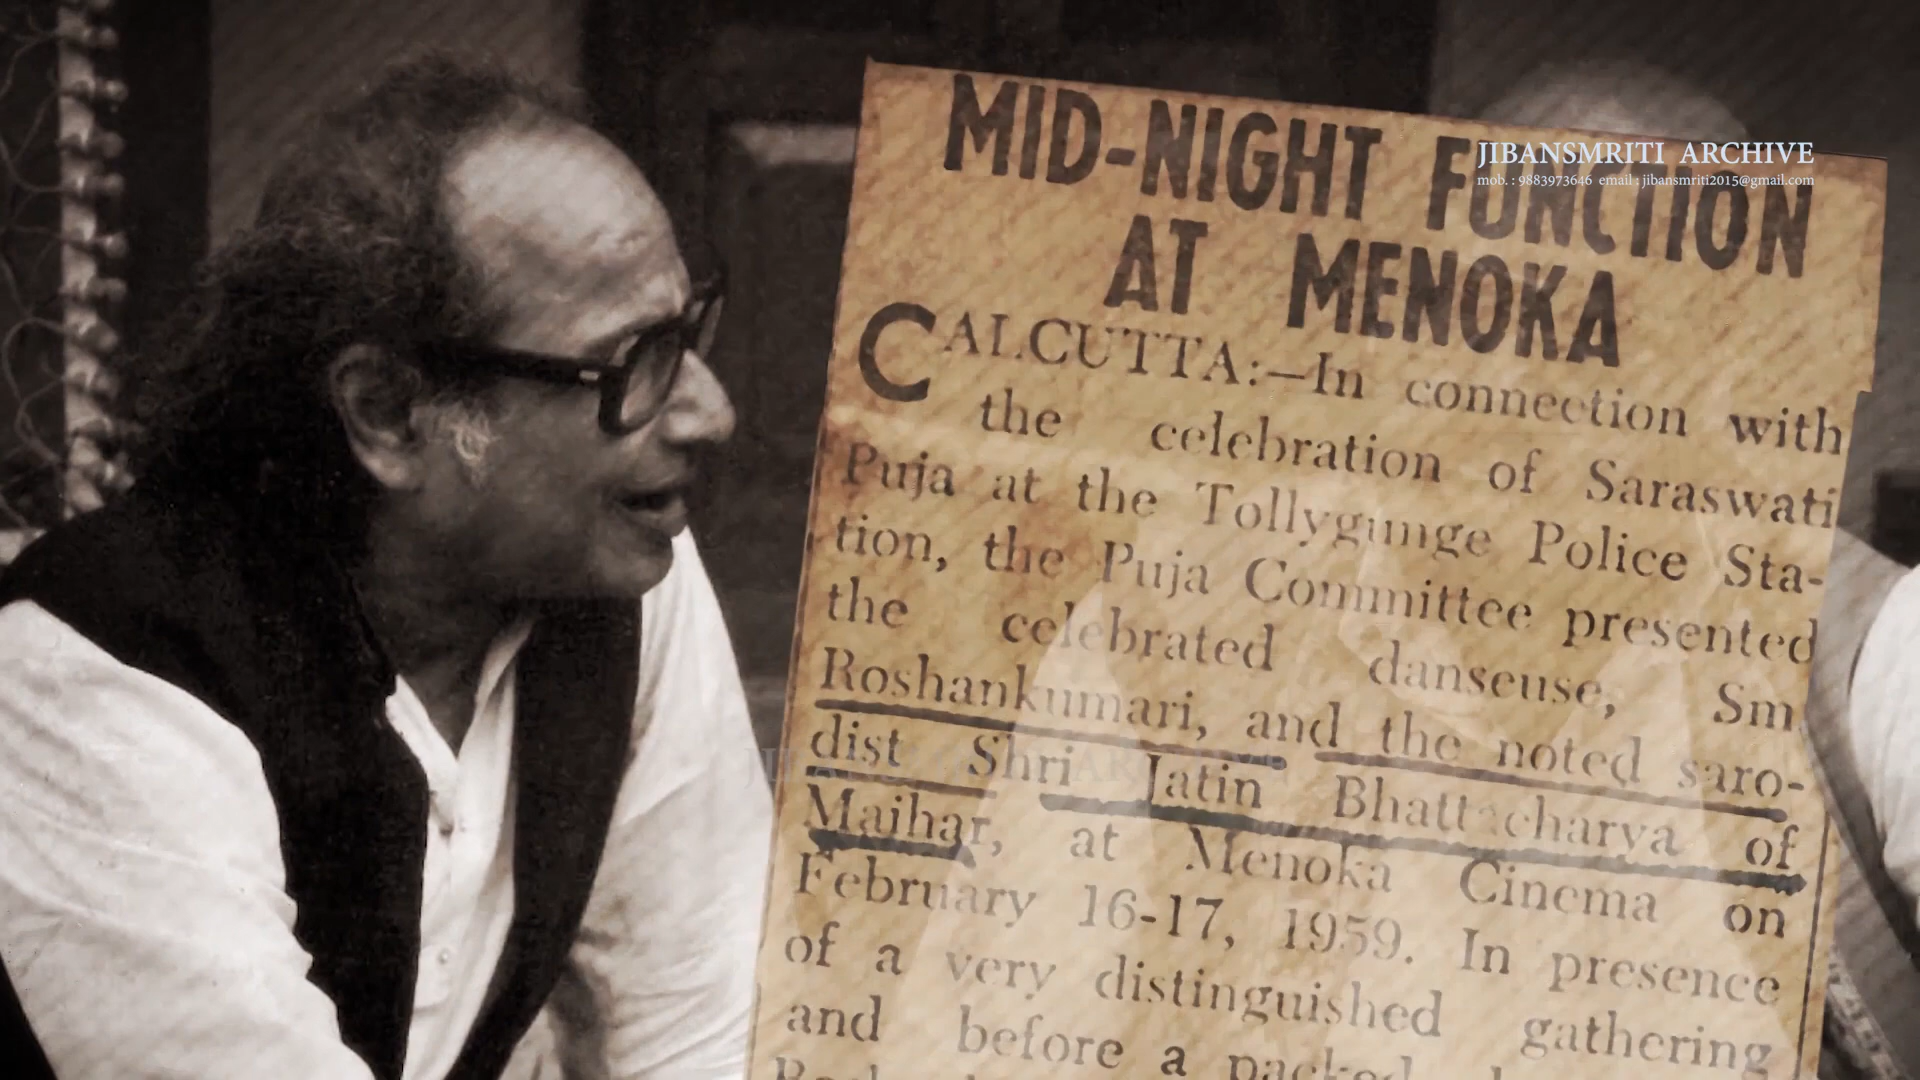 MID-NIGHT FUNCTION
AT MENOKA
JIBANSMRITI ARCHIVE
mob. : 9883973646 email : jibansmriti2015@gmail.com
CALCUTTA:—In connection with
the celebration of Saraswati
Puja at the Tollygunge Police Sta-
tion, the Puja Committee presented
the celebrated danseuse, Sm
Roshankumari, and the noted saro-
dist Shri Jatin Bhattacharya of
Maihar, at Menoka Cinema on
February 16-17, 1959. In presence
of a very distinguished gathering
and before a packed